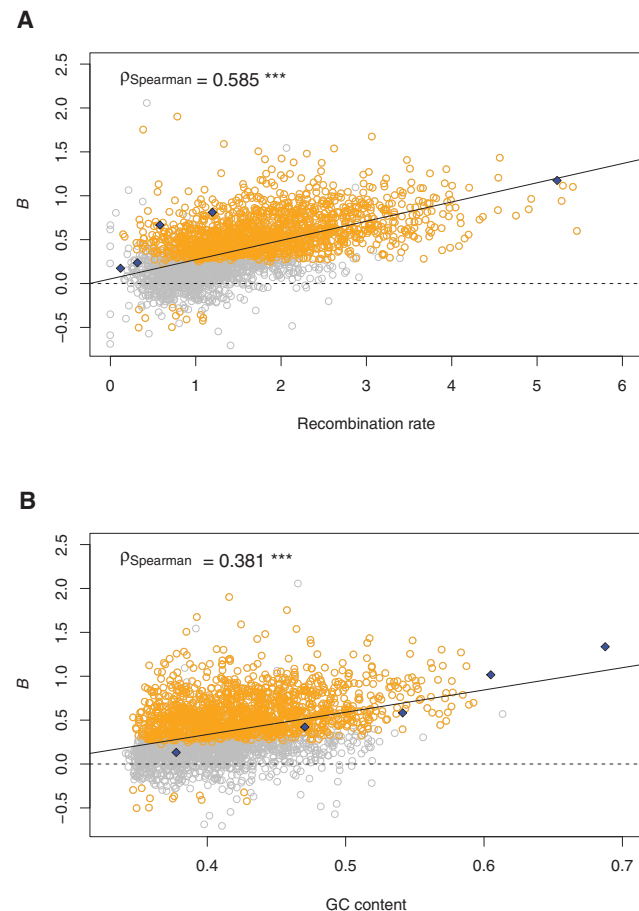 A
ρSpearman = 0.585 ***
2.5
2.0
1.5
1.0
0.5
0.0
−0.5
B
0 1 2 3 4 5 6
Recombination rate
B
ρSpearman = 0.381 ***
2.5
2.0
1.5
1.0
0.5
0.0
−0.5
B
0.4 0.5 0.6 0.7
GC content